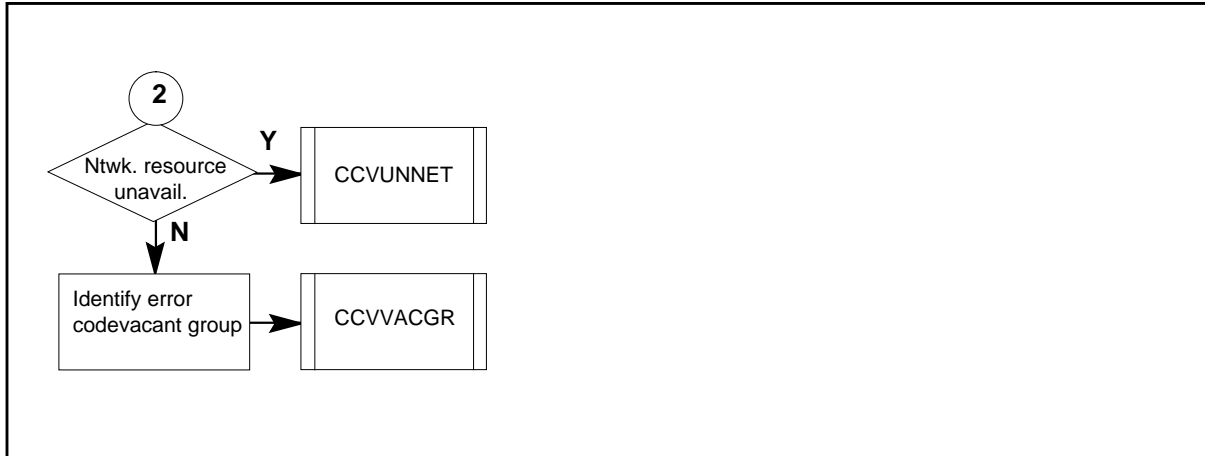 2
Y
Ntwk. resource
unavail.
CCVUNNET
N
Identify error
codevacant group
CCVVACGR